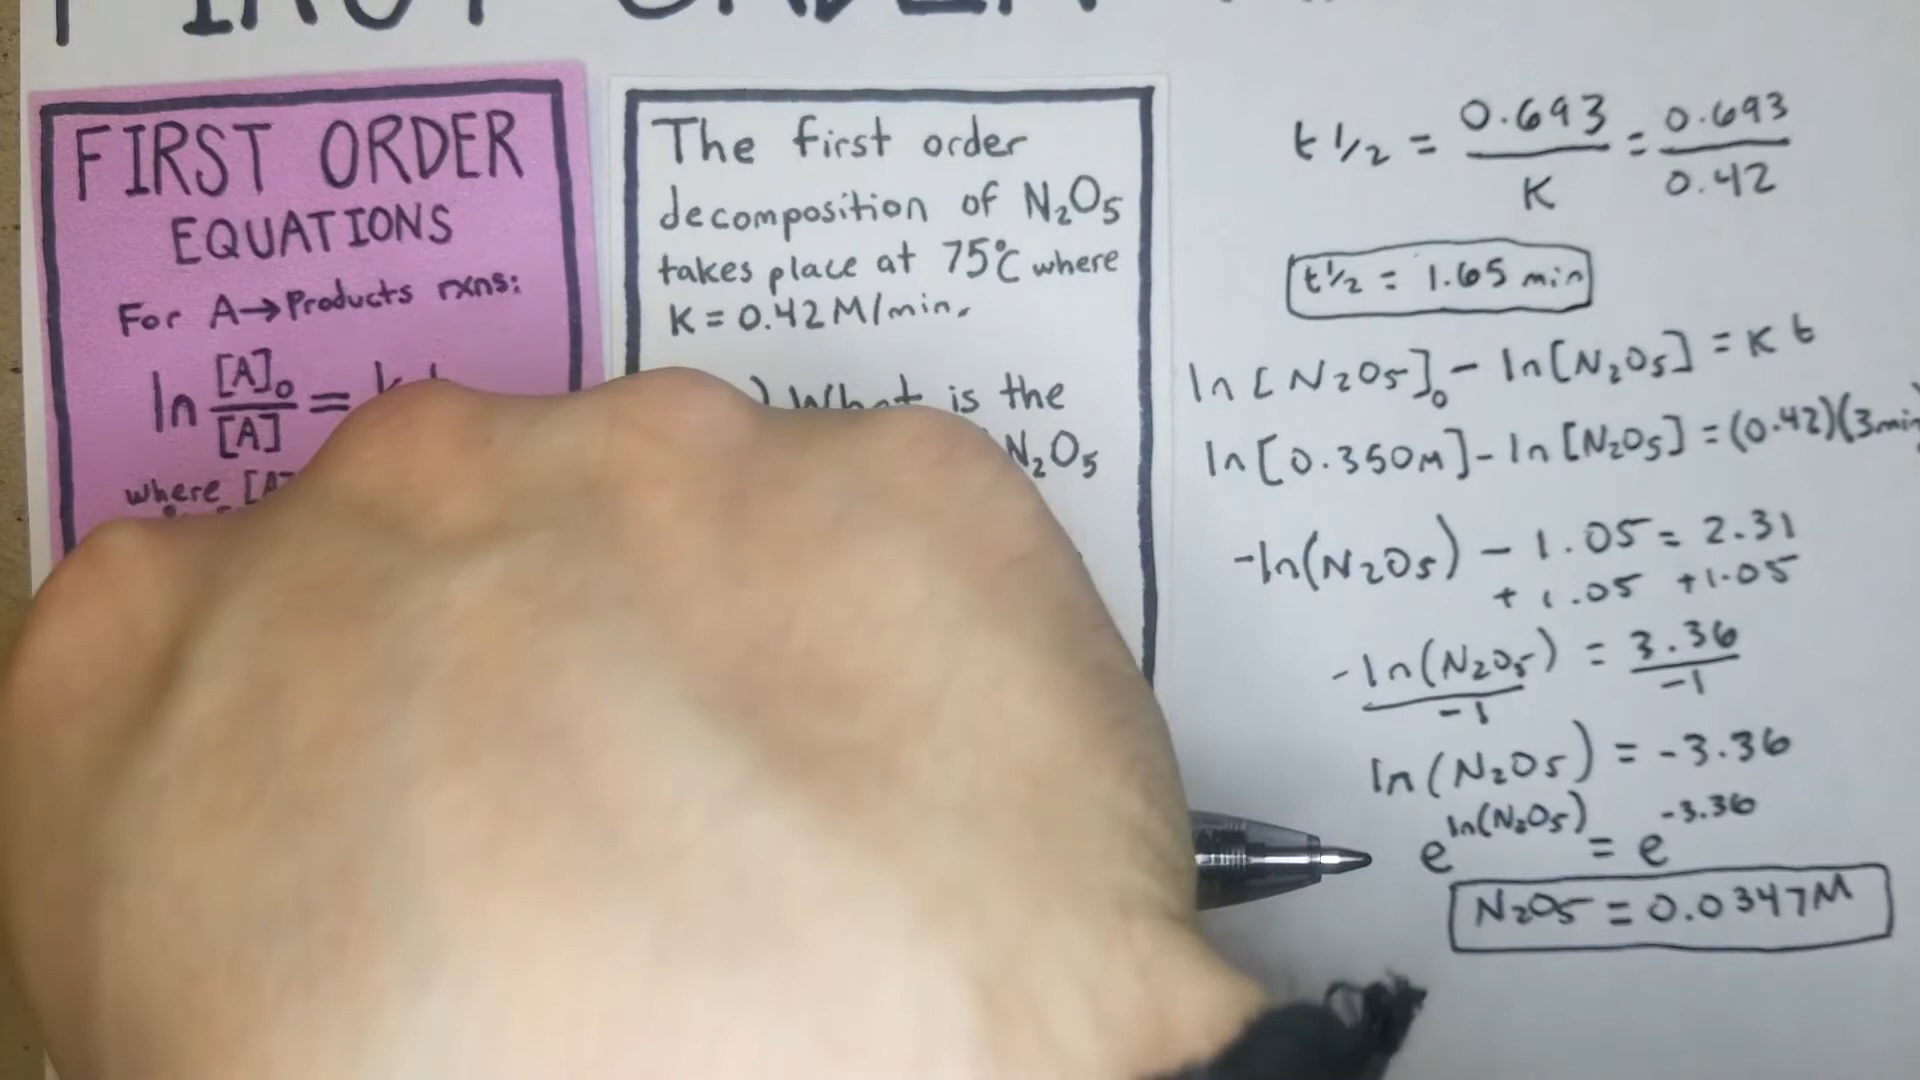 FIRST ORDER
EQUATIONS
For A→Products rxns:
ln [A]₀/[A] =
where
The first order
decomposition of N₂O₅
takes place at 75°C where
K = 0.42 M/min.
What is the
N₂O₅
t 1/2 = 0.693/K = 0.693/0.42
t 1/2 = 1.65 min
ln[N₂O₅]₀ - ln[N₂O₅] = Kt
ln[0.350M] - ln[N₂O₅] = (0.42)(3min
-ln(N₂O₅) - 1.05 = 2.31
+ 1.05 +1.05
-ln(N₂O₅)/-1 = 3.36/-1
ln(N₂O₅) = -3.36
e^ln(N₂O₅) = e^-3.36
N₂O₅ = 0.0347M